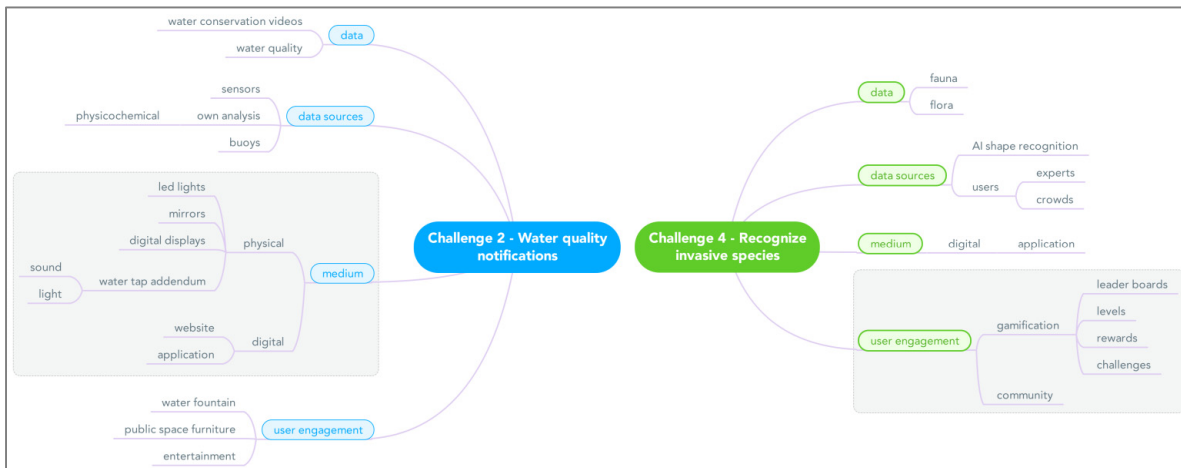 water conservation videos
water quality
data
sensors
physicochemical
own analysis
data sources
buoys
led lights
mirrors
digital displays
physical
sound
water tap addendum
light
medium
website
digital
application
water fountain
public space furniture
user engagement
entertainment
Challenge 2 - Water quality
notifications
Challenge 4 - Recognize
invasive species
data
fauna
flora
data sources
AI shape recognition
users
experts
crowds
medium
digital
application
user engagement
gamification
leader boards
levels
rewards
challenges
community